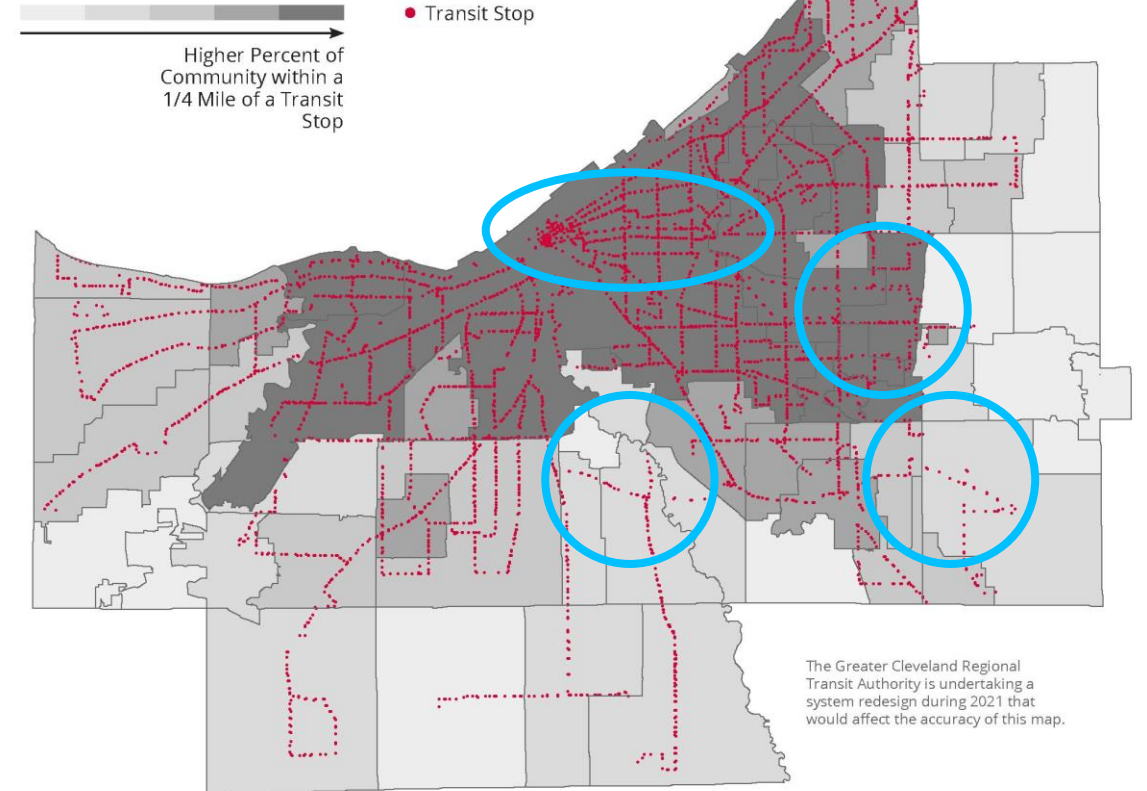 Transit Stop
Higher Percent of
Community within a
1/4 Mile of a Transit
Stop
The Greater Cleveland Regional
Transit Authority is undertaking a
system redesign during 2021 that
would affect the accuracy of this map.